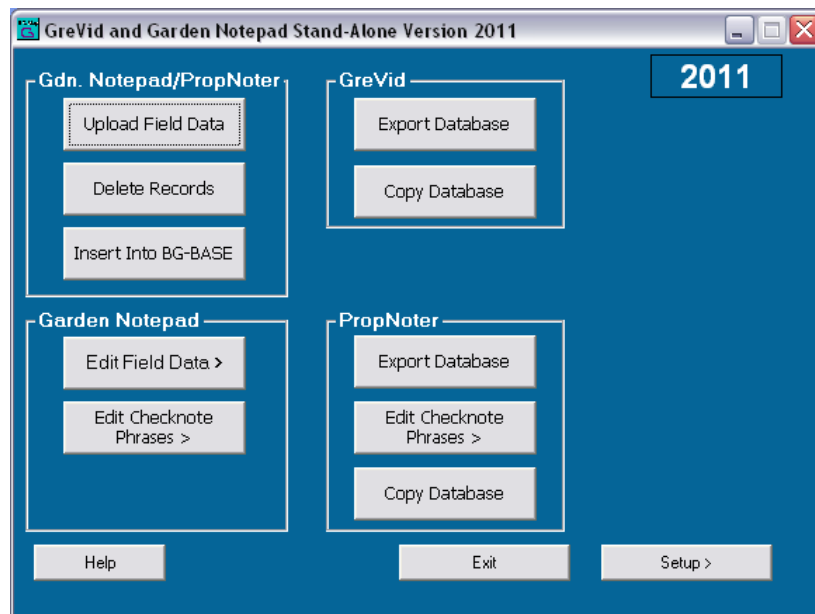 GreVid and Garden Notepad Stand-Alone Version 2011
2011
Gdn. Notepad/PropNoter
Upload Field Data
Delete Records
Insert Into BG-BASE
GreVid
Export Database
Copy Database
Garden Notepad
Edit Field Data >
Edit Checknote
Phrases >
PropNoter
Export Database
Edit Checknote
Phrases >
Copy Database
Help
Exit
Setup >